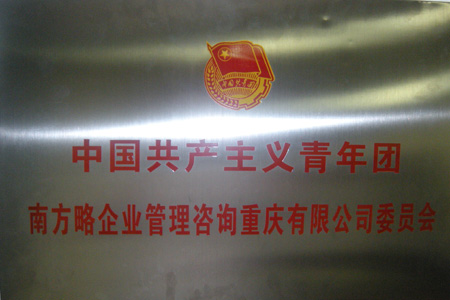 中国共产主义青年团
南方略企业管理咨询重庆有限公司委员会